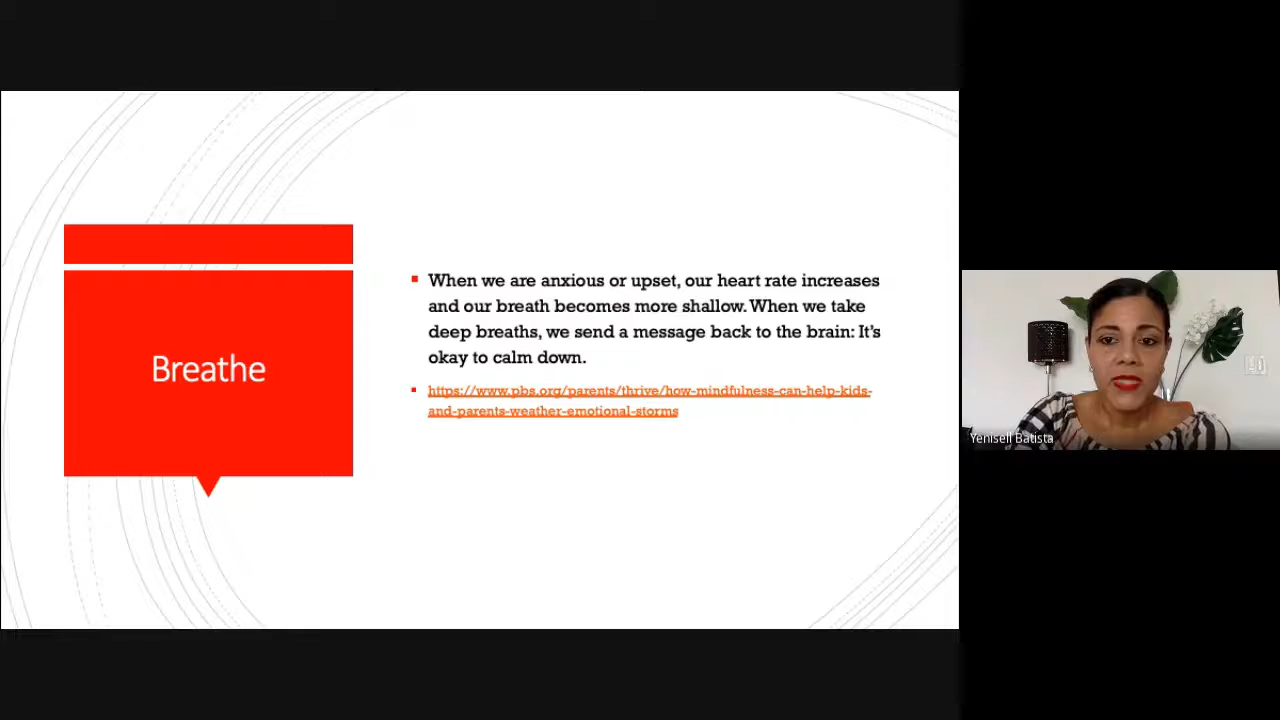 Breathe
When we are anxious or upset, our heart rate increases
and our breath becomes more shallow. When we take
deep breaths, we send a message back to the brain: It's
okay to calm down.
https://www.pbs.org/parents/thrive/how-mindfulness-can-help-kids-
and-parents-weather-emotional-storms
Yenisell Batista